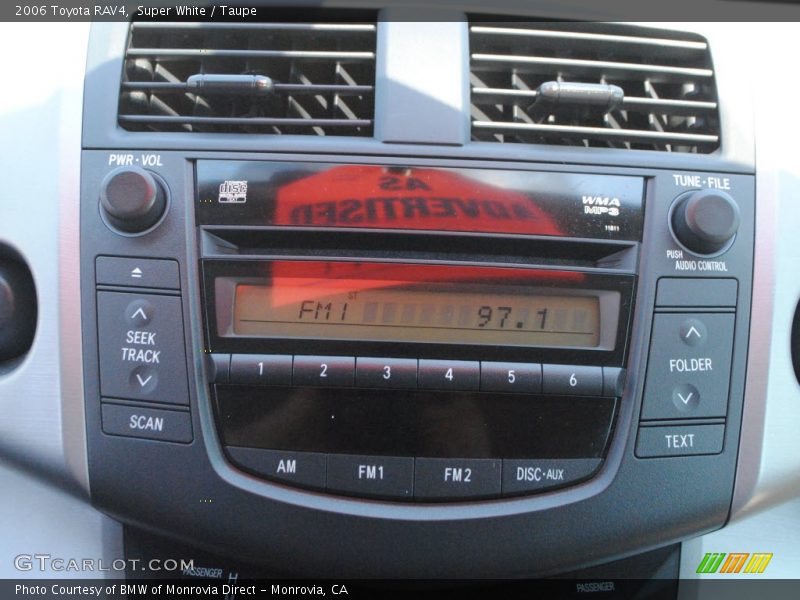 2006 Toyota RAV4, Super White / Taupe
PWR·VOL
TUNE·FILE
disc
TEXT
AS
ADVERTISED
WMA
MP3
11811
PUSH
AUDIO CONTROL
FM1
ST
97.1
SEEK
TRACK
FOLDER
1 2 3 4 5 6
SCAN
TEXT
AM FM1 FM2 DISC·AUX
GTCARLOT.COM
PASSENGER
PASSENGER
Photo Courtesy of BMW of Monrovia Direct – Monrovia, CA